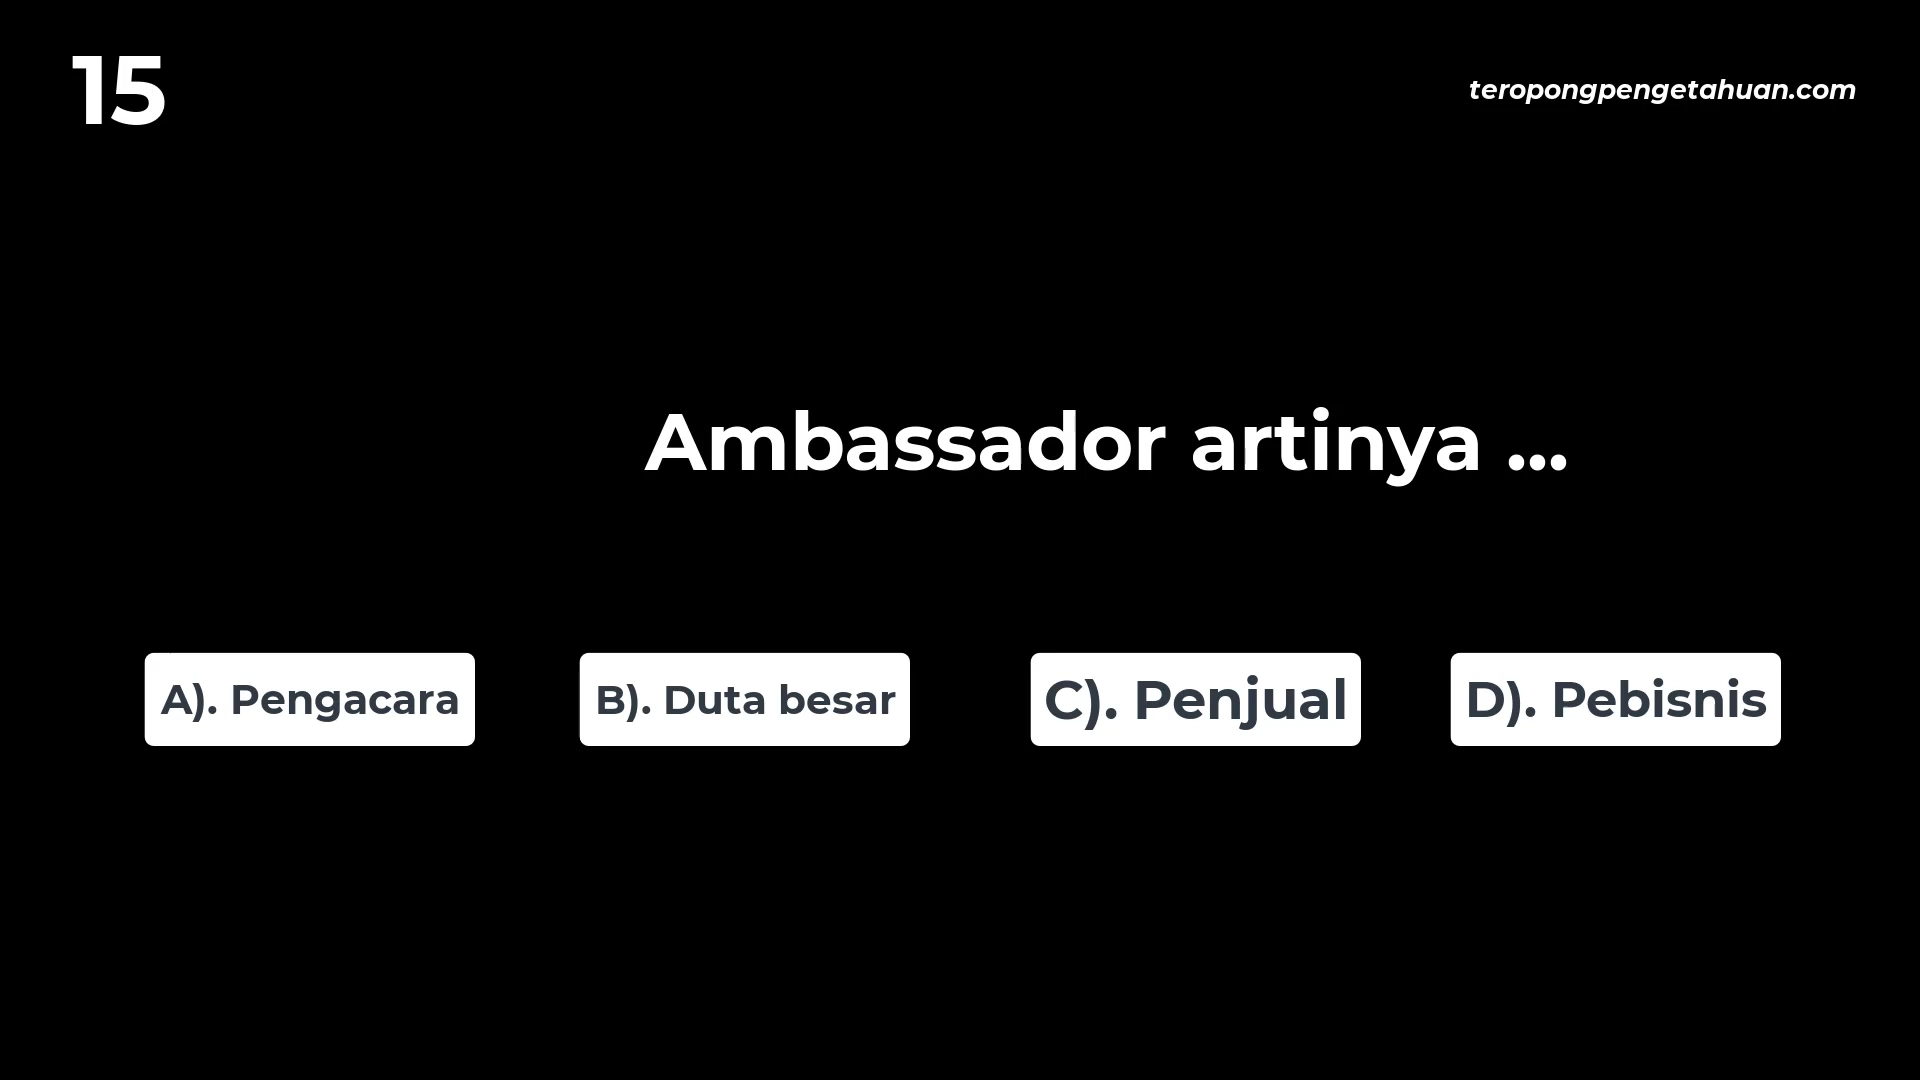 15
teropongpengetahuan.com
Ambassador artinya ...
A). Pengacara
B). Duta besar
C). Penjual
D). Pebisnis